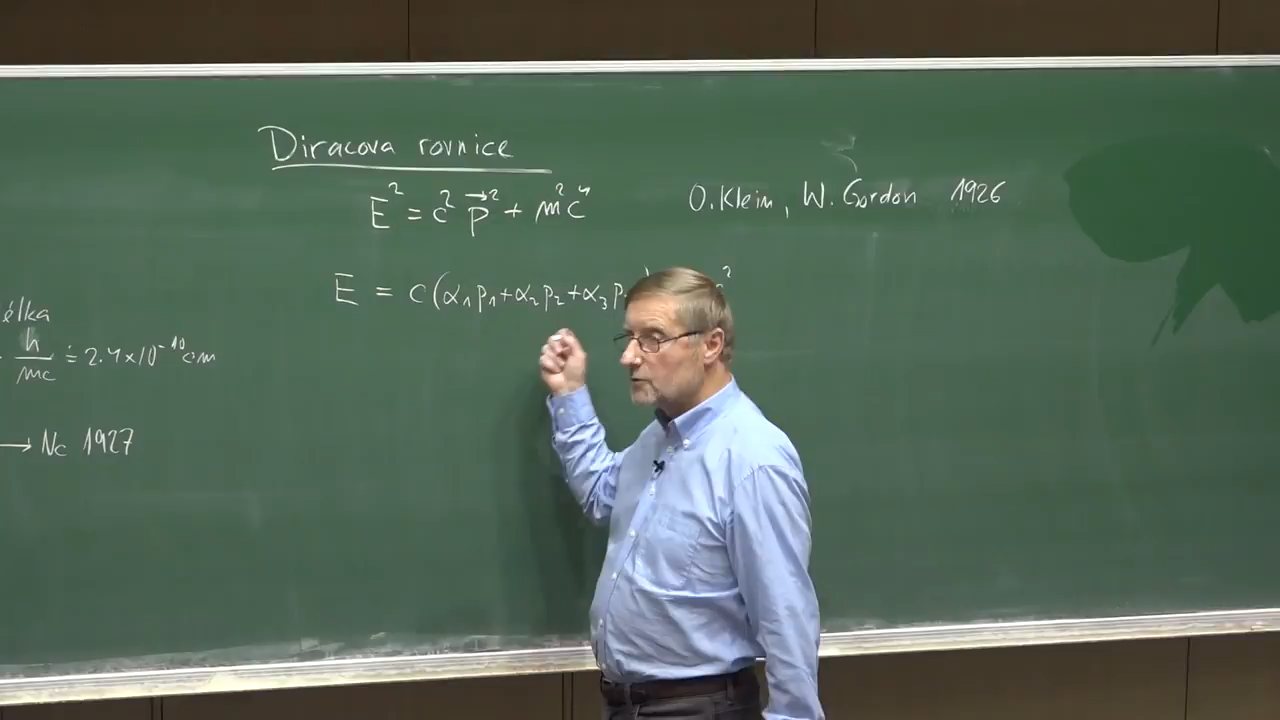 Diracova rovnice
E² = c² p⃗² + m²c⁴
O. Klein, W. Gordon 1926
E = c(α₁p₁+α₂p₂+α₃p
élka
h/mc ≐ 2.4×10⁻¹⁰ cm
→ Nc 1927